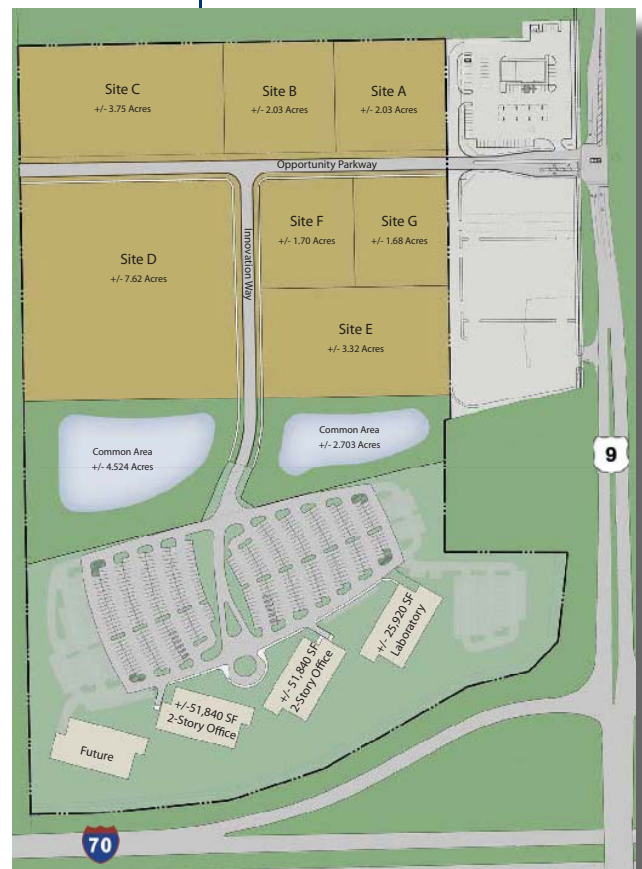 Site C
+/- 3.75 Acres
Site B
+/- 2.03 Acres
Site A
+/- 2.03 Acres
Opportunity Parkway
Site F
+/- 1.70 Acres
Site G
+/- 1.68 Acres
Innovation Way
Site D
+/- 7.62 Acres
Site E
+/- 3.32 Acres
Common Area
+/- 4.524 Acres
Common Area
+/- 2.703 Acres
9
+/- 25,920 SF
Laboratory
+/-51,840 SF
2-Story Office
+/-51,840 SF
2-Story Office
Future
70